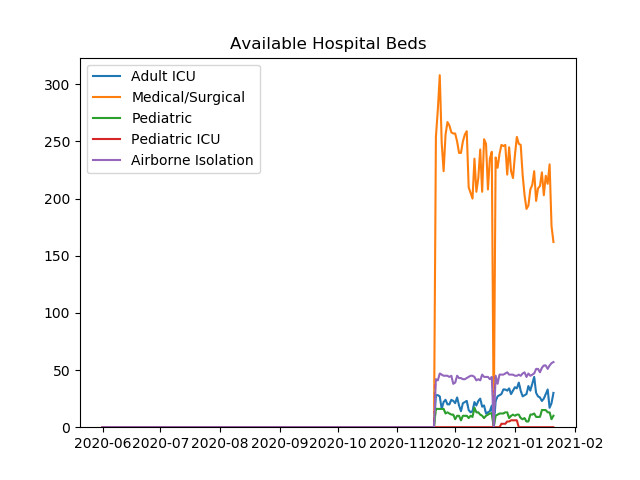 Available Hospital Beds
Adult ICU
Medical/Surgical
Pediatric
Pediatric ICU
Airborne Isolation
300
250
200
150
100
50
0
2020-06 2020-07 2020-08 2020-09 2020-10 2020-11 2020-12 2021-01 2021-02